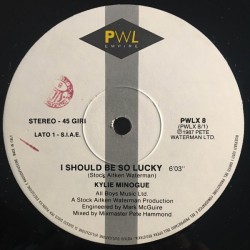 PWL
EMPIRE
STEREO - 45 GIRI
LATO 1 - S.I.A.E.
PWLX 8
(PWLX 8/1)
℗1987 PETE
WATERMAN LTD.
I SHOULD BE SO LUCKY 6'03"
(Stock Aitken Waterman)
KYLIE MINOGUE
All Boys Music Ltd.
A Stock Aitken Waterman Production
Engineered by Mark McGuire
Mixed by Mixmaster Pete Hammond